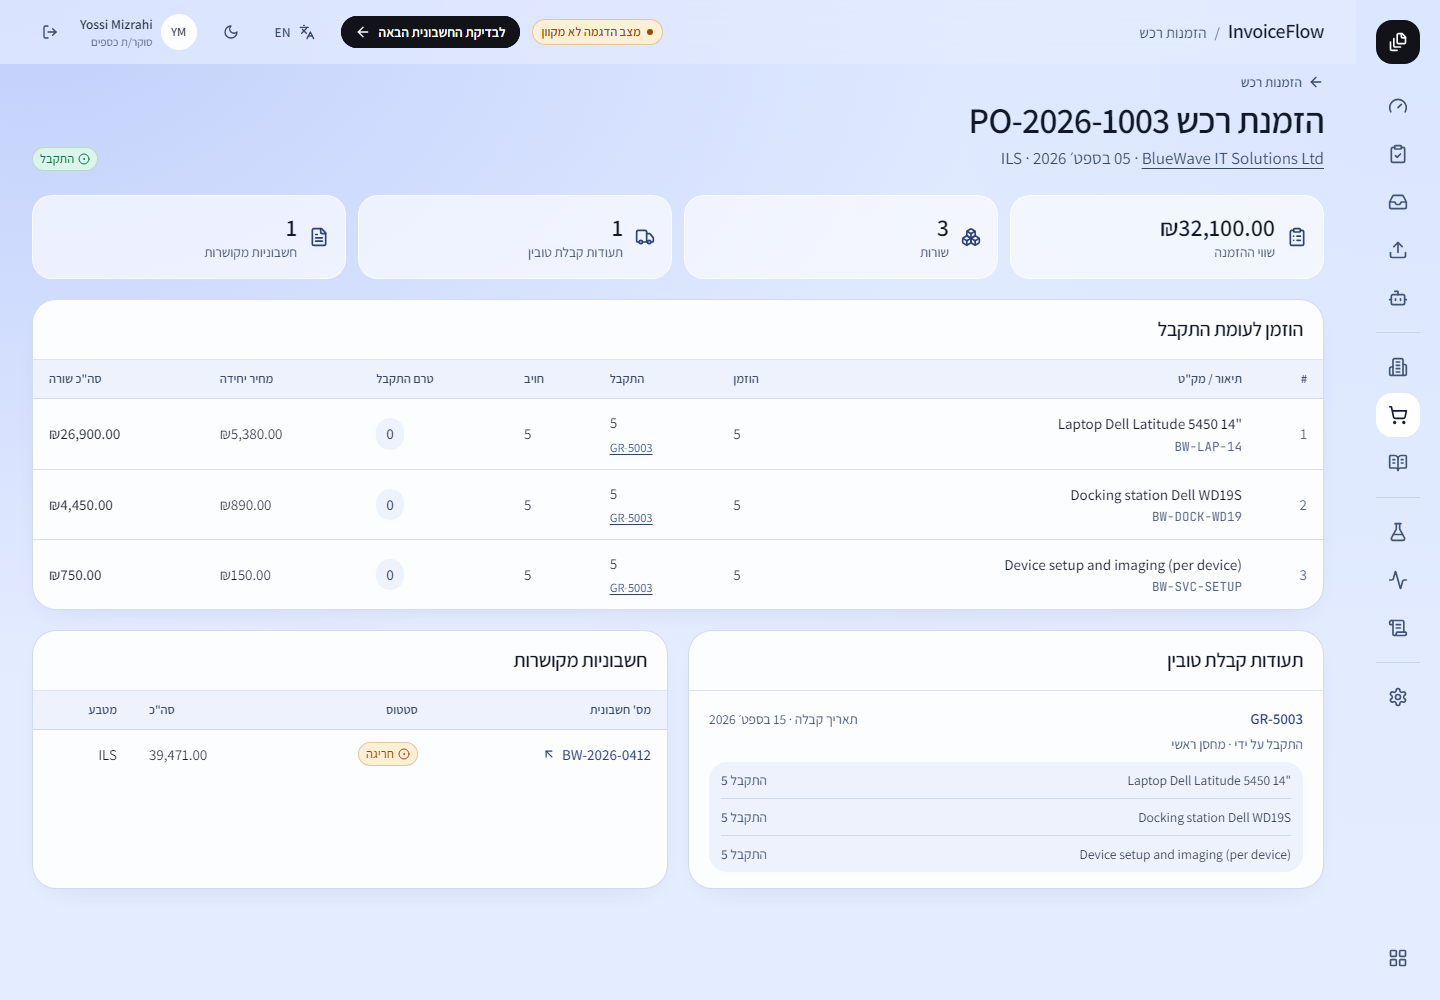 InvoiceFlow / הזמנות רכש
מצב הדגמה לא מקוון
לבדיקת החשבונית הבאה
EN
YM
Yossi Mizrahi
סוקר/ת כספים
הזמנות רכש
הזמנת רכש PO-2026-1003
BlueWave IT Solutions Ltd · 05 בספט׳ 2026 · ILS
התקבל
₪32,100.00
שווי ההזמנה
3
שורות
1
תעודות קבלת טובין
1
חשבוניות מקושרות
הוזמן לעומת התקבל
# תיאור / מק"ט הוזמן התקבל חויב טרם התקבל מחיר יחידה סה"כ שורה
1 Laptop Dell Latitude 5450 14" 5 5 5 0 ₪5,380.00 ₪26,900.00
BW-LAP-14 GR-5003
2 Docking station Dell WD19S 5 5 5 0 ₪890.00 ₪4,450.00
BW-DOCK-WD19 GR-5003
3 Device setup and imaging (per device) 5 5 5 0 ₪150.00 ₪750.00
BW-SVC-SETUP GR-5003
תעודות קבלת טובין
GR-5003 תאריך קבלה · 15 בספט׳ 2026
התקבל על ידי · מחסן ראשי
Laptop Dell Latitude 5450 14" התקבל 5
Docking station Dell WD19S התקבל 5
Device setup and imaging (per device) התקבל 5
חשבוניות מקושרות
מס' חשבונית סטטוס סה"כ מטבע
BW-2026-0412 חריגה 39,471.00 ILS